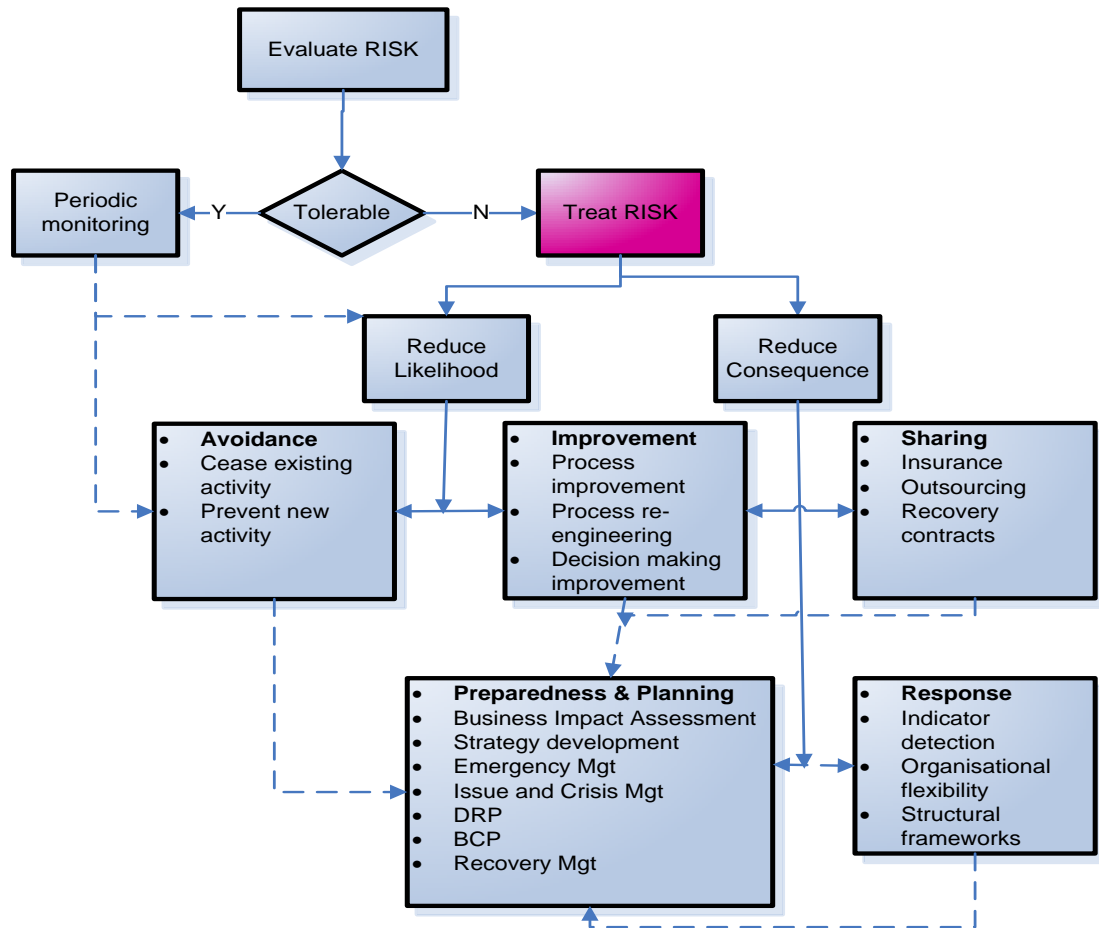 Evaluate RISK
Periodic
monitoring
Y
Tolerable
N
Treat RISK
Reduce
Likelihood
Reduce
Consequence
• Avoidance
• Cease existing
activity
• Prevent new
activity
• Improvement
• Process
improvement
• Process re-
engineering
• Decision making
improvement
• Sharing
• Insurance
• Outsourcing
• Recovery
contracts
• Preparedness & Planning
• Business Impact Assessment
• Strategy development
• Emergency Mgt
• Issue and Crisis Mgt
• DRP
• BCP
• Recovery Mgt
• Response
• Indicator
detection
• Organisational
flexibility
• Structural
frameworks